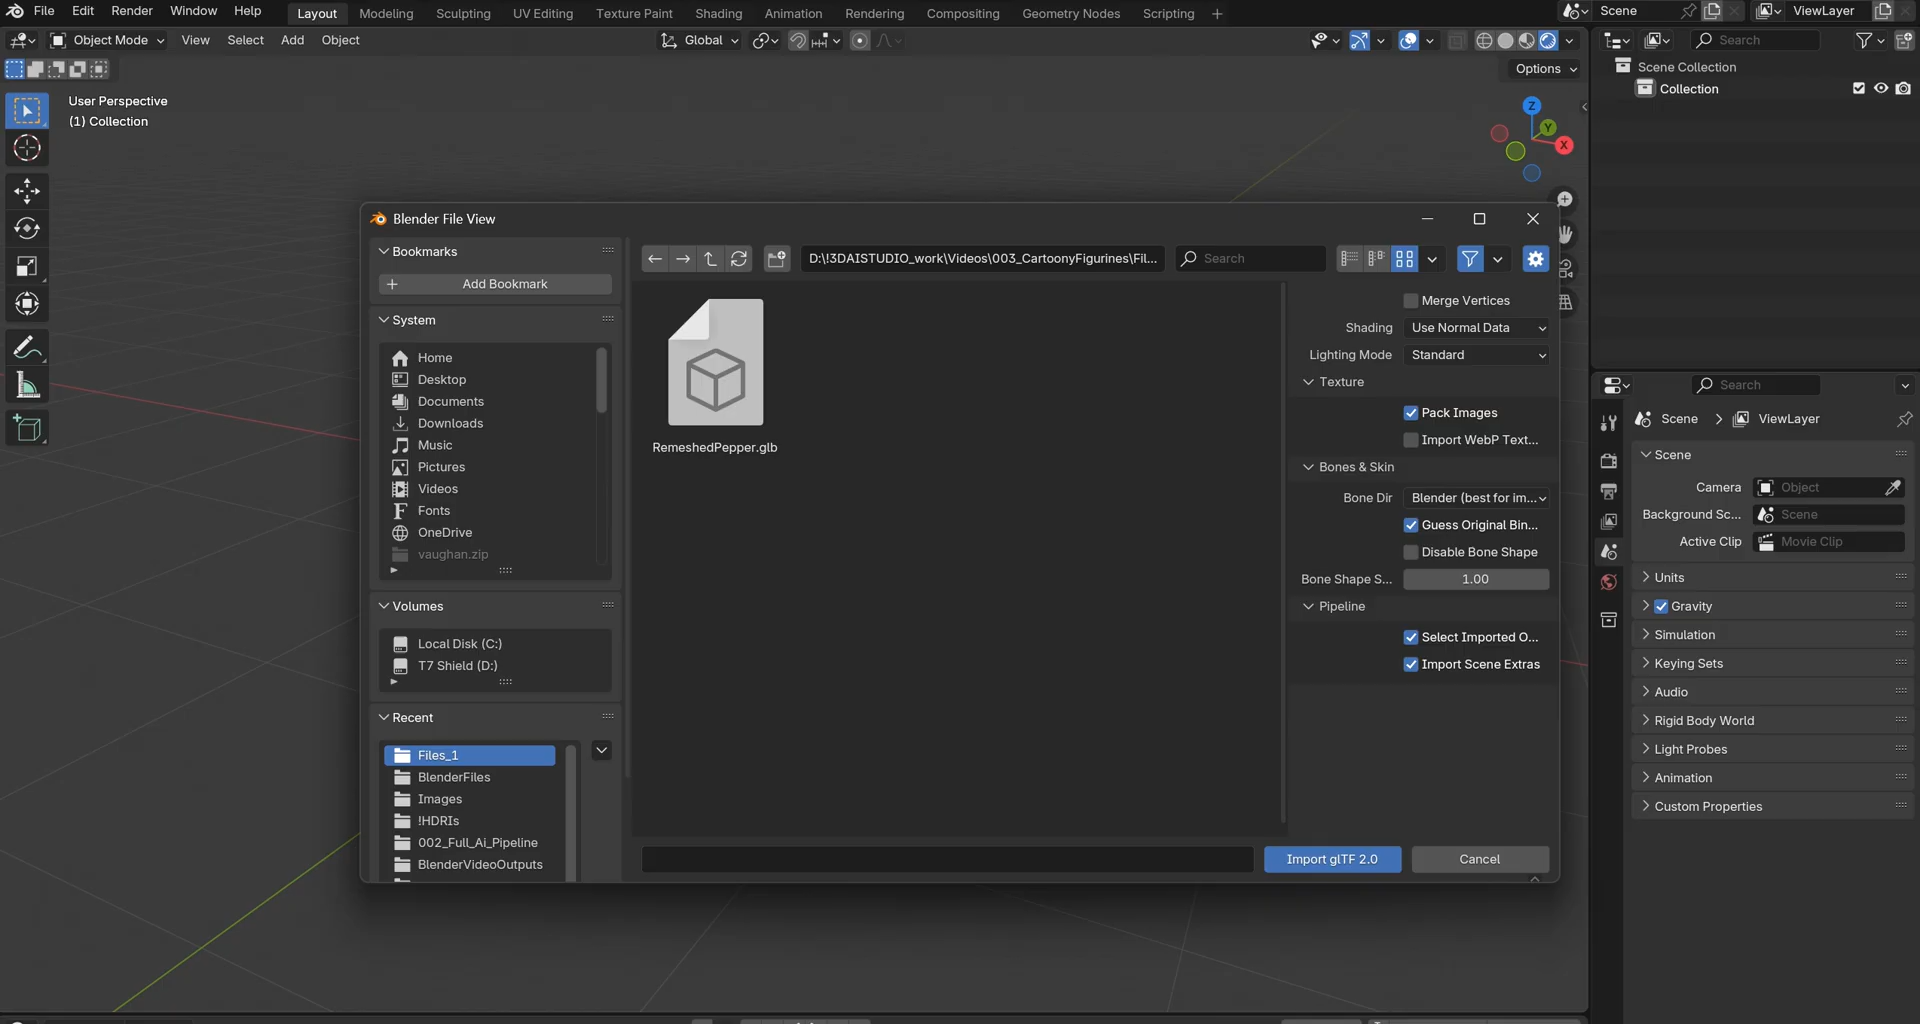 File Edit Render Window Help Layout Modeling Sculpting UV Editing Texture Paint Shading Animation Rendering Compositing Geometry Nodes Scripting + Scene ViewLayer
Object Mode View Select Add Object Global Search
Options
User Perspective
(1) Collection
Z
Y
X
Scene Collection
Collection
Blender File View
Bookmarks
Add Bookmark
System
Home
Desktop
Documents
Downloads
Music
Pictures
Videos
Fonts
OneDrive
vaughan.zip
Volumes
Local Disk (C:)
T7 Shield (D:)
Recent
Files_1
BlenderFiles
Images
!HDRIs
002_Full_Ai_Pipeline
BlenderVideoOutputs
D:\!3DAISTUDIO_work\Videos\003_CartoonyFigurines\Fil... Search
RemeshedPepper.glb
Merge Vertices
Shading Use Normal Data
Lighting Mode Standard
Texture
Pack Images
Import WebP Text...
Bones & Skin
Bone Dir Blender (best for im...
Guess Original Bin...
Disable Bone Shape
Bone Shape S... 1.00
Pipeline
Select Imported O...
Import Scene Extras
Import glTF 2.0 Cancel
Search
Scene ViewLayer
Scene
Camera Object
Background Sc... Scene
Active Clip Movie Clip
Units
Gravity
Simulation
Keying Sets
Audio
Rigid Body World
Light Probes
Animation
Custom Properties